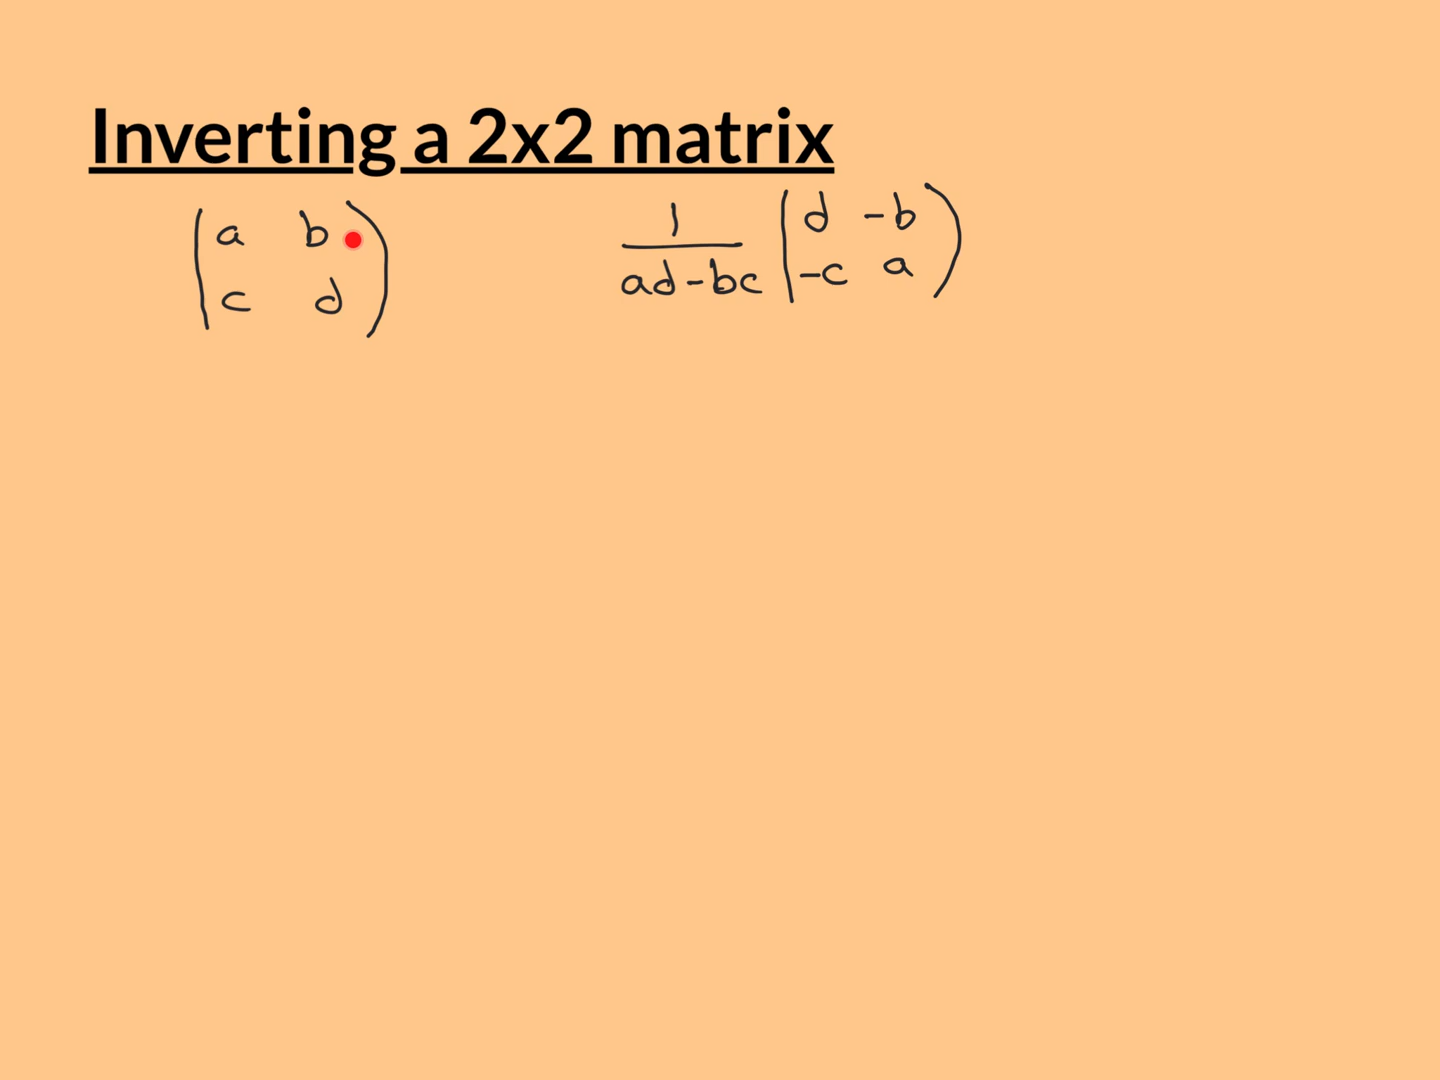 Inverting a 2x2 matrix
(a b
c d)
1/(ad-bc) (d -b
-c a)